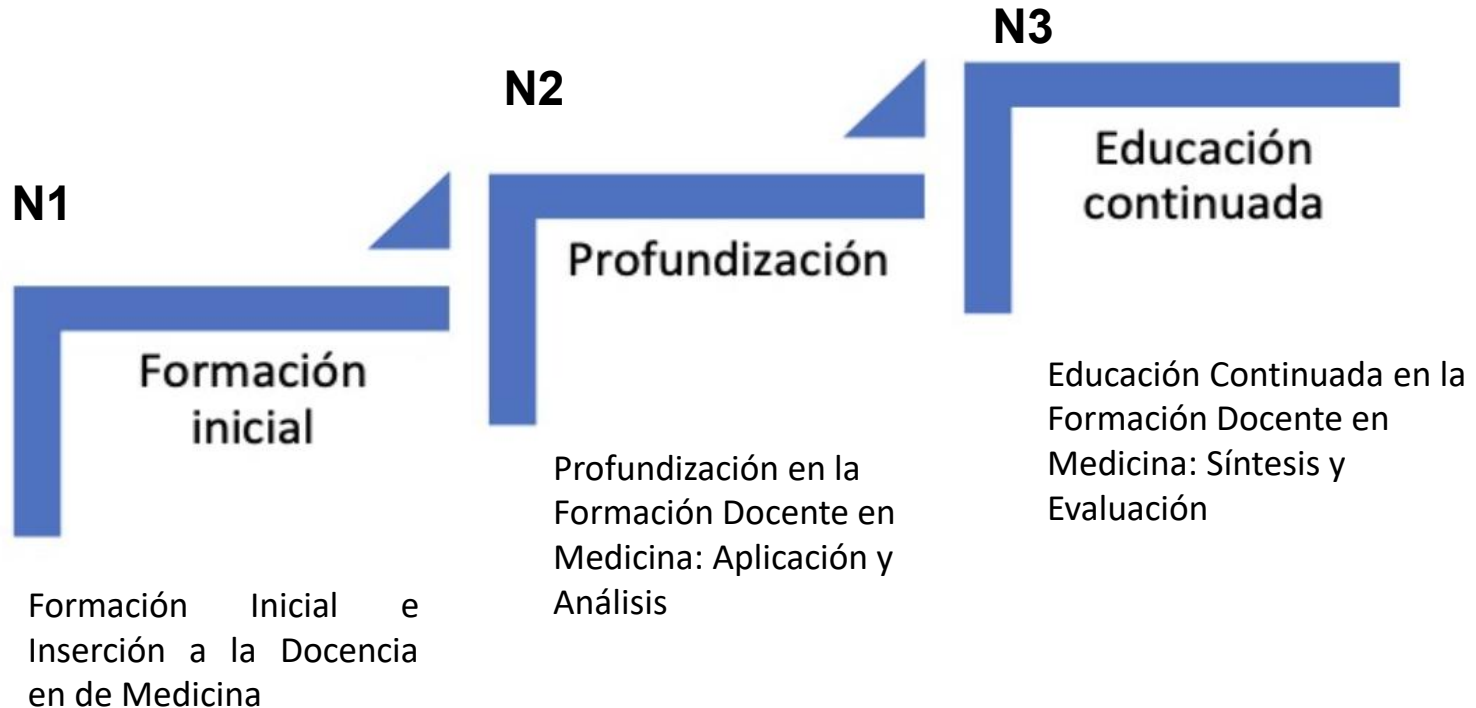 N1
Formación
inicial
Formación Inicial e
Inserción a la Docencia
en de Medicina
N2
Profundización
Profundización en la
Formación Docente en
Medicina: Aplicación y
Análisis
N3
Educación
continuada
Educación Continuada en la
Formación Docente en
Medicina: Síntesis y
Evaluación